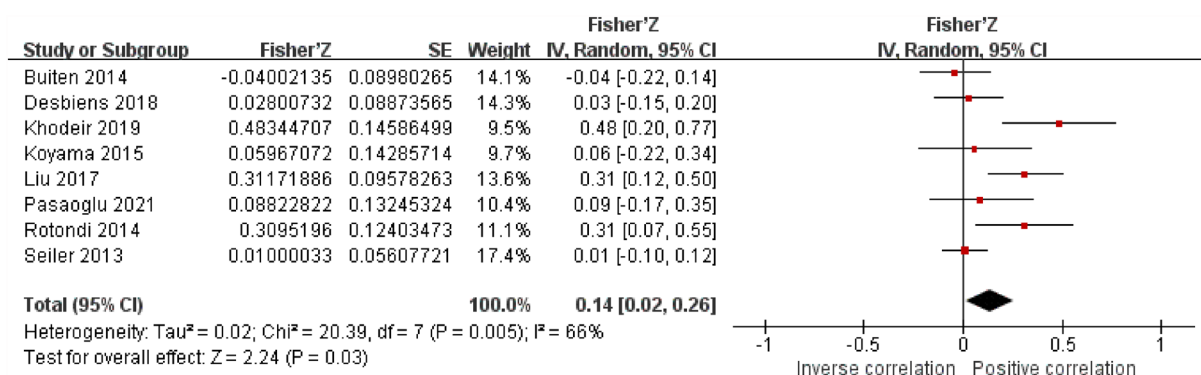 Fisher'Z Fisher'Z
Study or Subgroup Fisher'Z SE Weight IV, Random, 95% CI IV, Random, 95% CI
Buiten 2014 -0.04002135 0.08980265 14.1% -0.04 [-0.22, 0.14]
Desbiens 2018 0.02800732 0.08873565 14.3% 0.03 [-0.15, 0.20]
Khodeir 2019 0.48344707 0.14586499 9.5% 0.48 [0.20, 0.77]
Koyama 2015 0.05967072 0.14285714 9.7% 0.06 [-0.22, 0.34]
Liu 2017 0.31171886 0.09578263 13.6% 0.31 [0.12, 0.50]
Pasaoglu 2021 0.08822822 0.13245324 10.4% 0.09 [-0.17, 0.35]
Rotondi 2014 0.3095196 0.12403473 11.1% 0.31 [0.07, 0.55]
Seiler 2013 0.01000033 0.05607721 17.4% 0.01 [-0.10, 0.12]
Total (95% CI) 100.0% 0.14 [0.02, 0.26]
Heterogeneity: Tau² = 0.02; Chi² = 20.39, df = 7 (P = 0.005); I² = 66%
Test for overall effect: Z = 2.24 (P = 0.03)
-1 -0.5 0 0.5 1
Inverse correlation Positive correlation